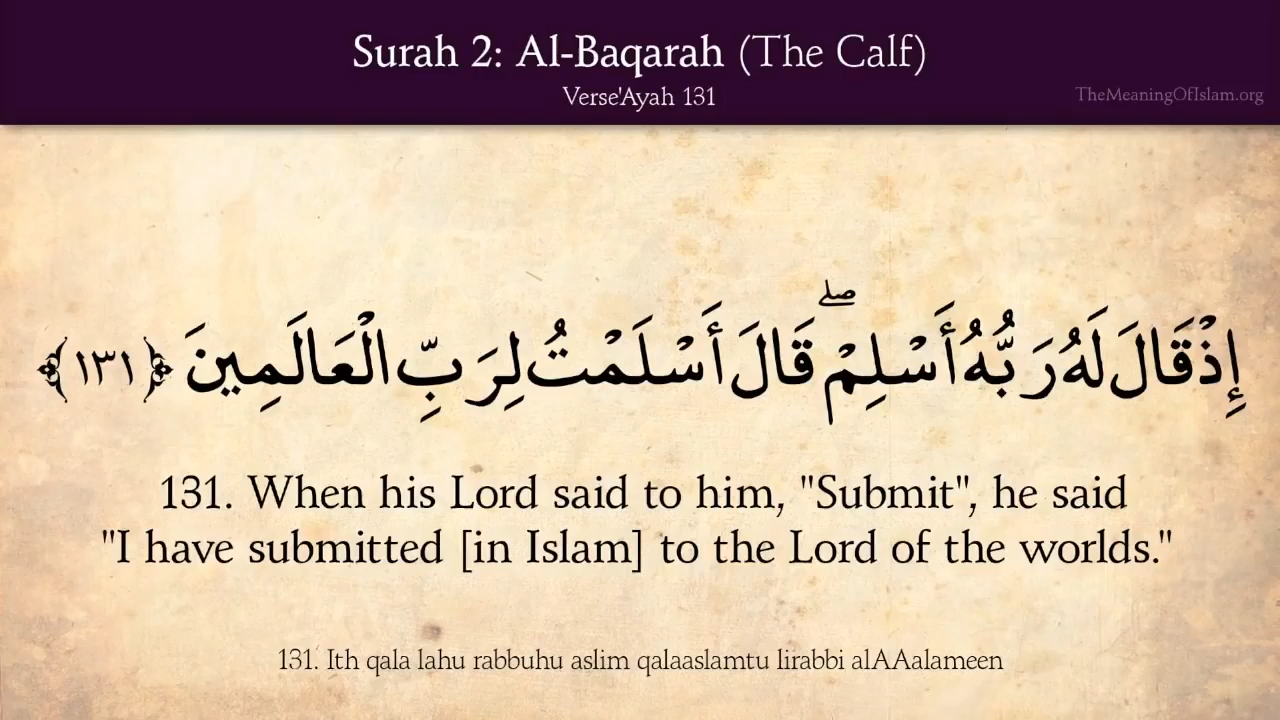 Surah 2: Al-Baqarah (The Calf)
Verse'Ayah 131
TheMeaningOfIslam.org
إِذْ قَالَ لَهُ رَبُّهُ أَسْلِمْ ۖ قَالَ أَسْلَمْتُ لِرَبِّ الْعَالَمِينَ ﴿١٣١﴾
131. When his Lord said to him, "Submit", he said
"I have submitted [in Islam] to the Lord of the worlds."
131. Ith qala lahu rabbuhu aslim qalaaslamtu lirabbi alAAalameen